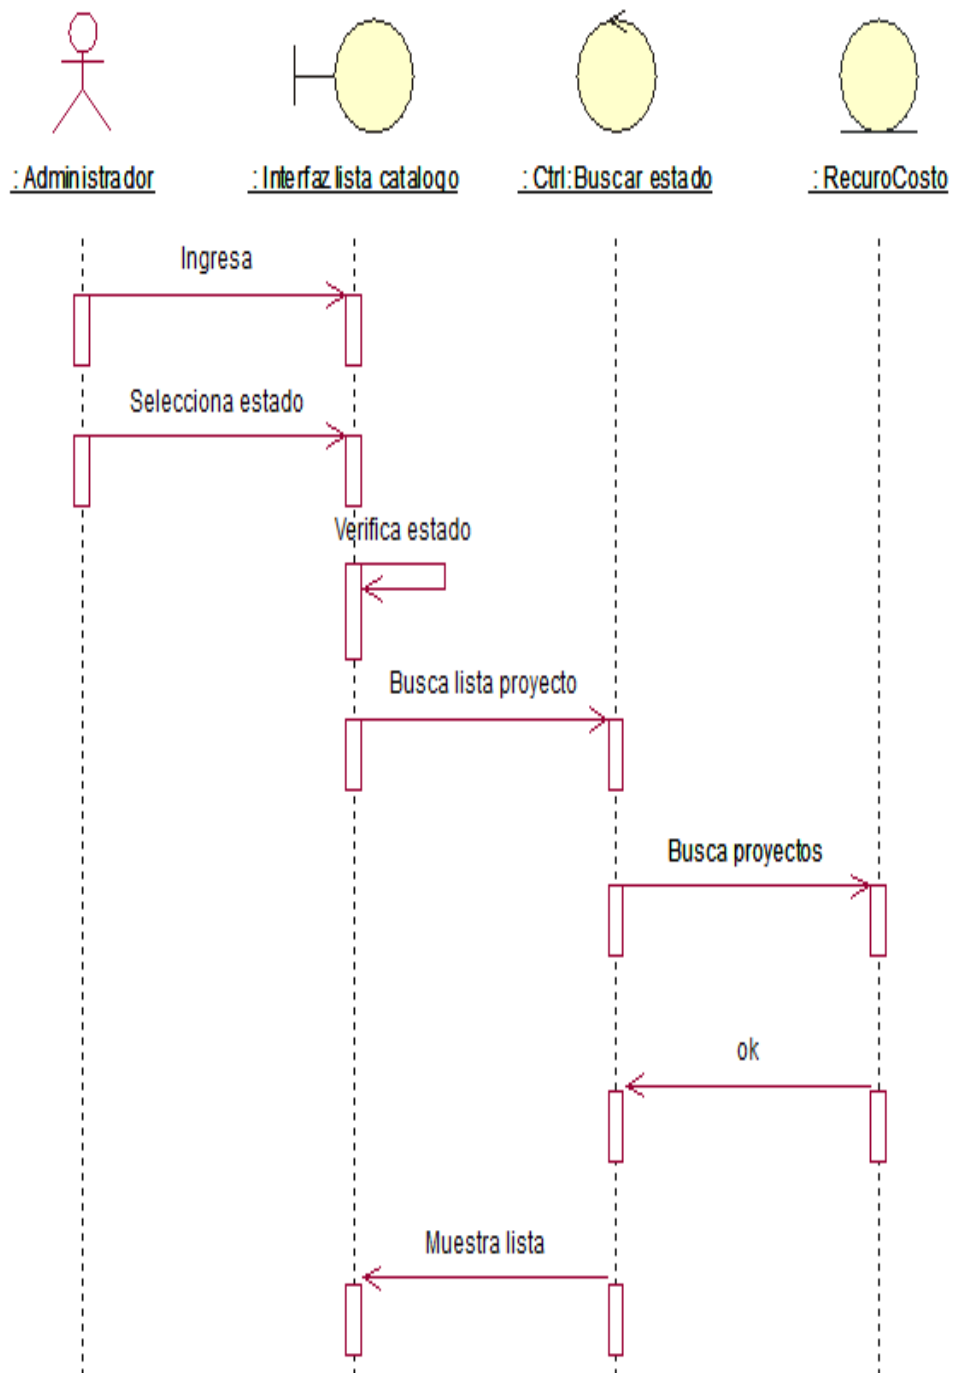 : Administrador
: Interfaz lista catalogo
: Ctrl:Buscar estado
: RecuroCosto
Ingresa
Selecciona estado
Verifica estado
Busca lista proyecto
Busca proyectos
ok
Muestra lista